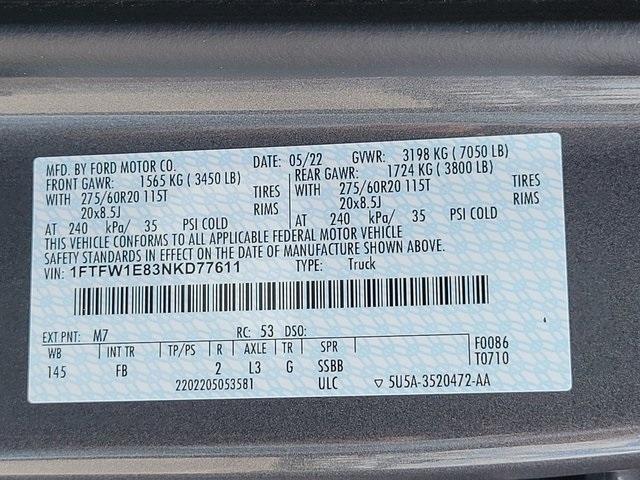 MFD. BY FORD MOTOR CO. DATE: 05/22 GVWR: 3198 KG ( 7050 LB)
FRONT GAWR: 1565 KG ( 3450 LB) REAR GAWR: 1724 KG ( 3800 LB)
WITH 275/60R20 115T TIRES WITH 275/60R20 115T TIRES
20x8.5J RIMS 20x8.5J RIMS
AT 240 kPa/ 35 PSI COLD AT 240 kPa/ 35 PSI COLD
THIS VEHICLE CONFORMS TO ALL APPLICABLE FEDERAL MOTOR VEHICLE
SAFETY STANDARDS IN EFFECT ON THE DATE OF MANUFACTURE SHOWN ABOVE.
VIN: 1FTFW1E83NKD77611 TYPE: Truck
EXT PNT: M7 RC: 53 DSO: F0086
WB INT TR TP/PS R AXLE TR SPR T0710
145 FB 2 L3 G SSBB
2202205053581 ULC ▽ 5U5A-3520472-AA